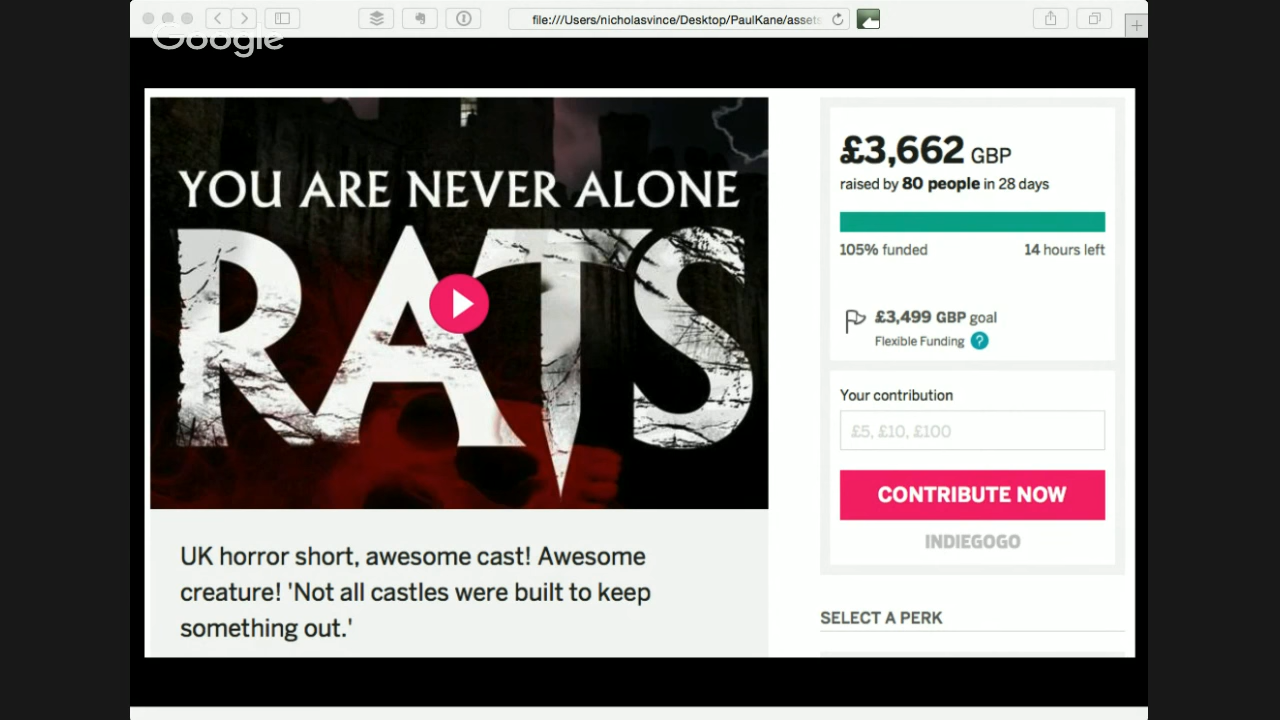 file:///Users/nicholasvince/Desktop/PaulKane/assets
Google
YOU ARE NEVER ALONE
RATS
UK horror short, awesome cast! Awesome
creature! 'Not all castles were built to keep
something out.'
£3,662 GBP
raised by 80 people in 28 days
105% funded
14 hours left
£3,499 GBP goal
Flexible Funding ?
Your contribution
£5, £10, £100
CONTRIBUTE NOW
INDIEGOGO
SELECT A PERK